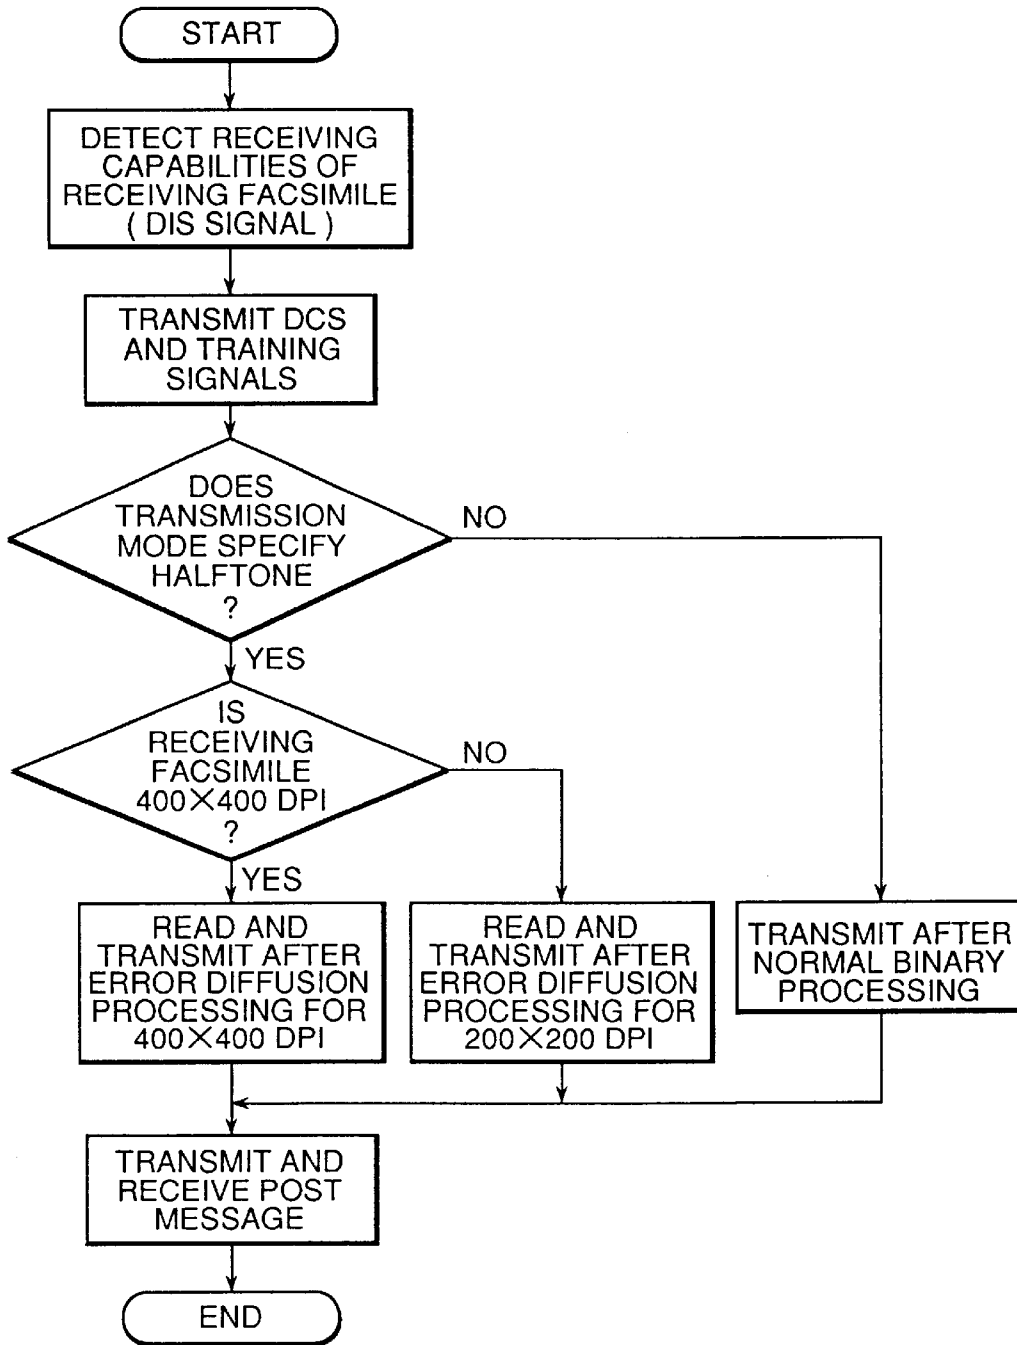 START
DETECT RECEIVING
CAPABILITIES OF
RECEIVING FACSIMILE
( DIS SIGNAL )
TRANSMIT DCS
AND TRAINING
SIGNALS
DOES
TRANSMISSION
MODE SPECIFY
HALFTONE
?
NO
YES
IS
RECEIVING
FACSIMILE
400×400 DPI
?
NO
YES
READ AND
TRANSMIT AFTER
ERROR DIFFUSION
PROCESSING FOR
400×400 DPI
READ AND
TRANSMIT AFTER
ERROR DIFFUSION
PROCESSING FOR
200×200 DPI
TRANSMIT AFTER
NORMAL BINARY
PROCESSING
TRANSMIT AND
RECEIVE POST
MESSAGE
END